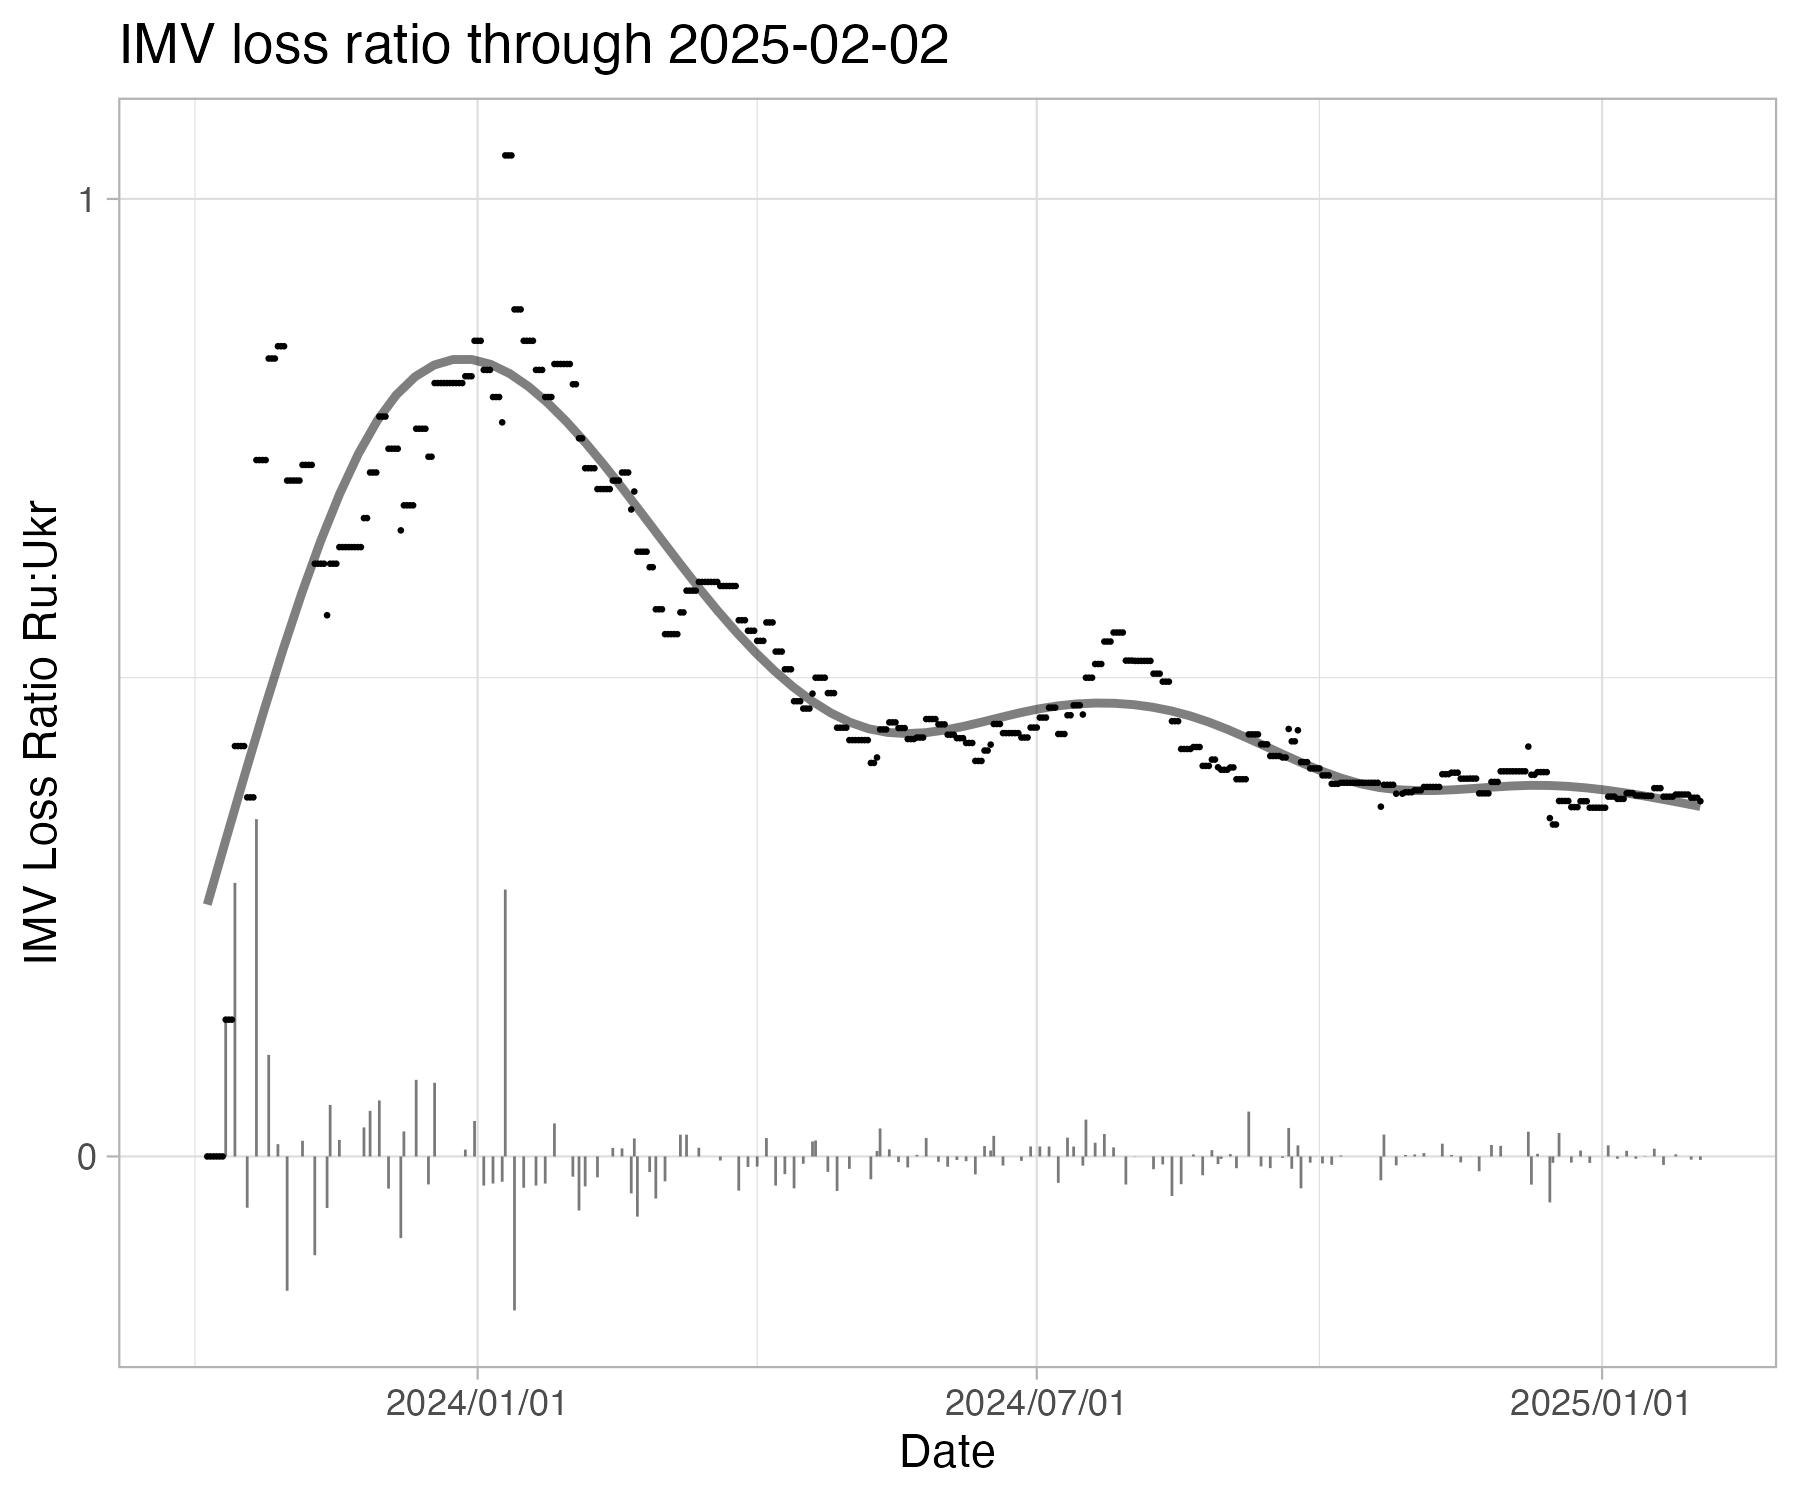 IMV loss ratio through 2025-02-02
IMV Loss Ratio Ru:Ukr
1
0
2024/01/01
2024/07/01
2025/01/01
Date